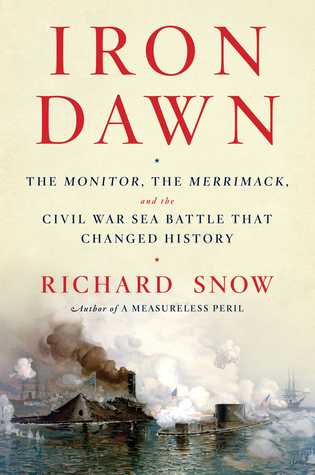 IRON
DAWN
THE MONITOR, THE MERRIMACK,
and the
CIVIL WAR SEA BATTLE THAT
CHANGED HISTORY
RICHARD SNOW
Author of A MEASURELESS PERIL